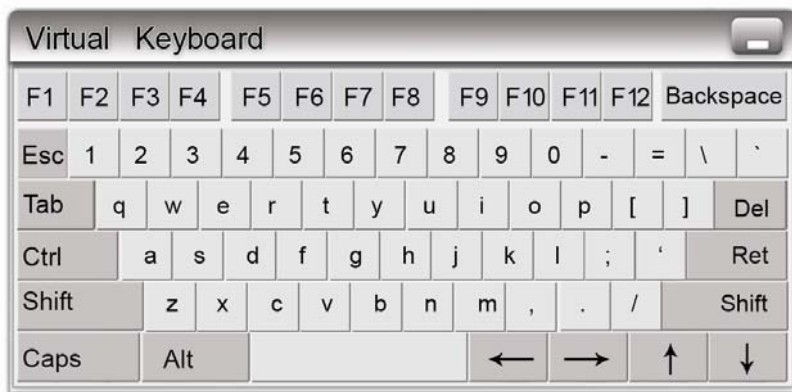 Virtual Keyboard
F1 F2 F3 F4 F5 F6 F7 F8 F9 F10 F11 F12 Backspace
Esc 1 2 3 4 5 6 7 8 9 0 - = \ `
Tab q w e r t y u i o p [ ] Del
Ctrl a s d f g h j k l ; ‘ Ret
Shift z x c v b n m , . / Shift
Caps Alt ← → ↑ ↓